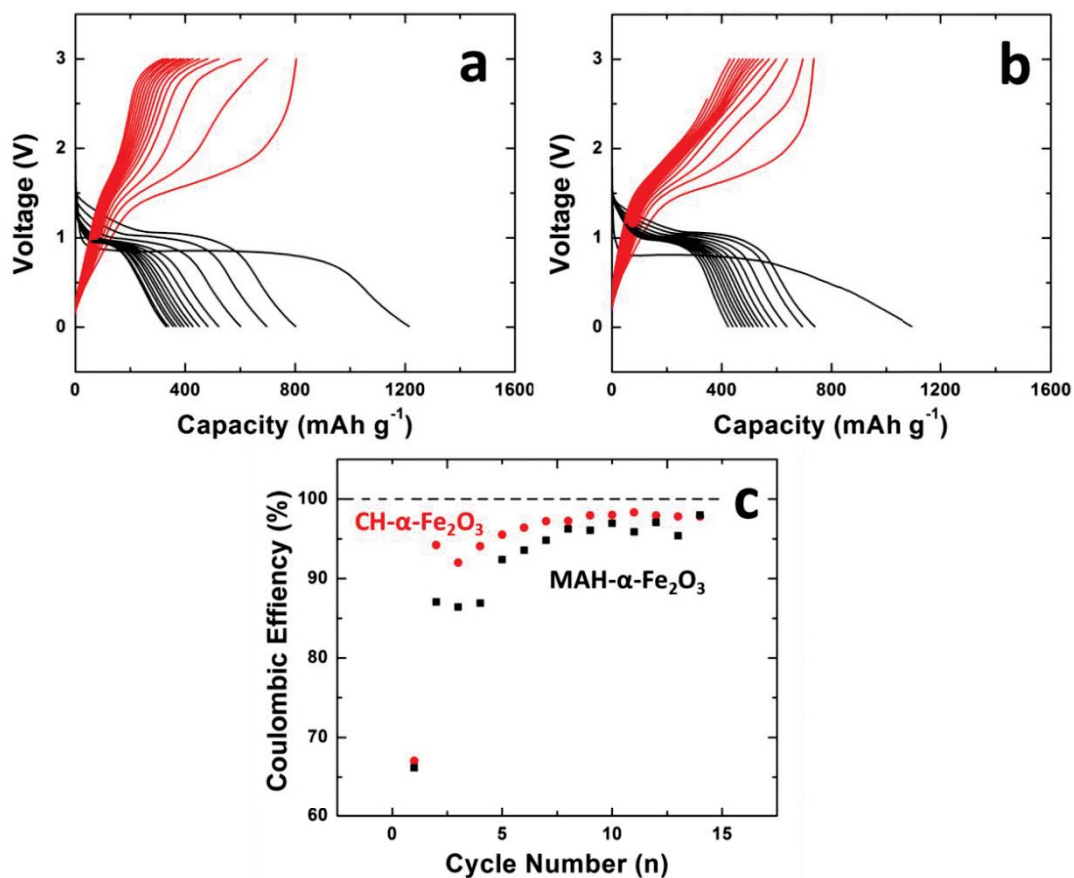 a
3
2
1
0
Voltage (V)
0 400 800 1200 1600
Capacity (mAh g⁻¹)
b
3
2
1
0
Voltage (V)
0 400 800 1200 1600
Capacity (mAh g⁻¹)
c
100
90
80
70
60
Coulombic Effiency (%)
CH-α-Fe₂O₃
MAH-α-Fe₂O₃
0 5 10 15
Cycle Number (n)